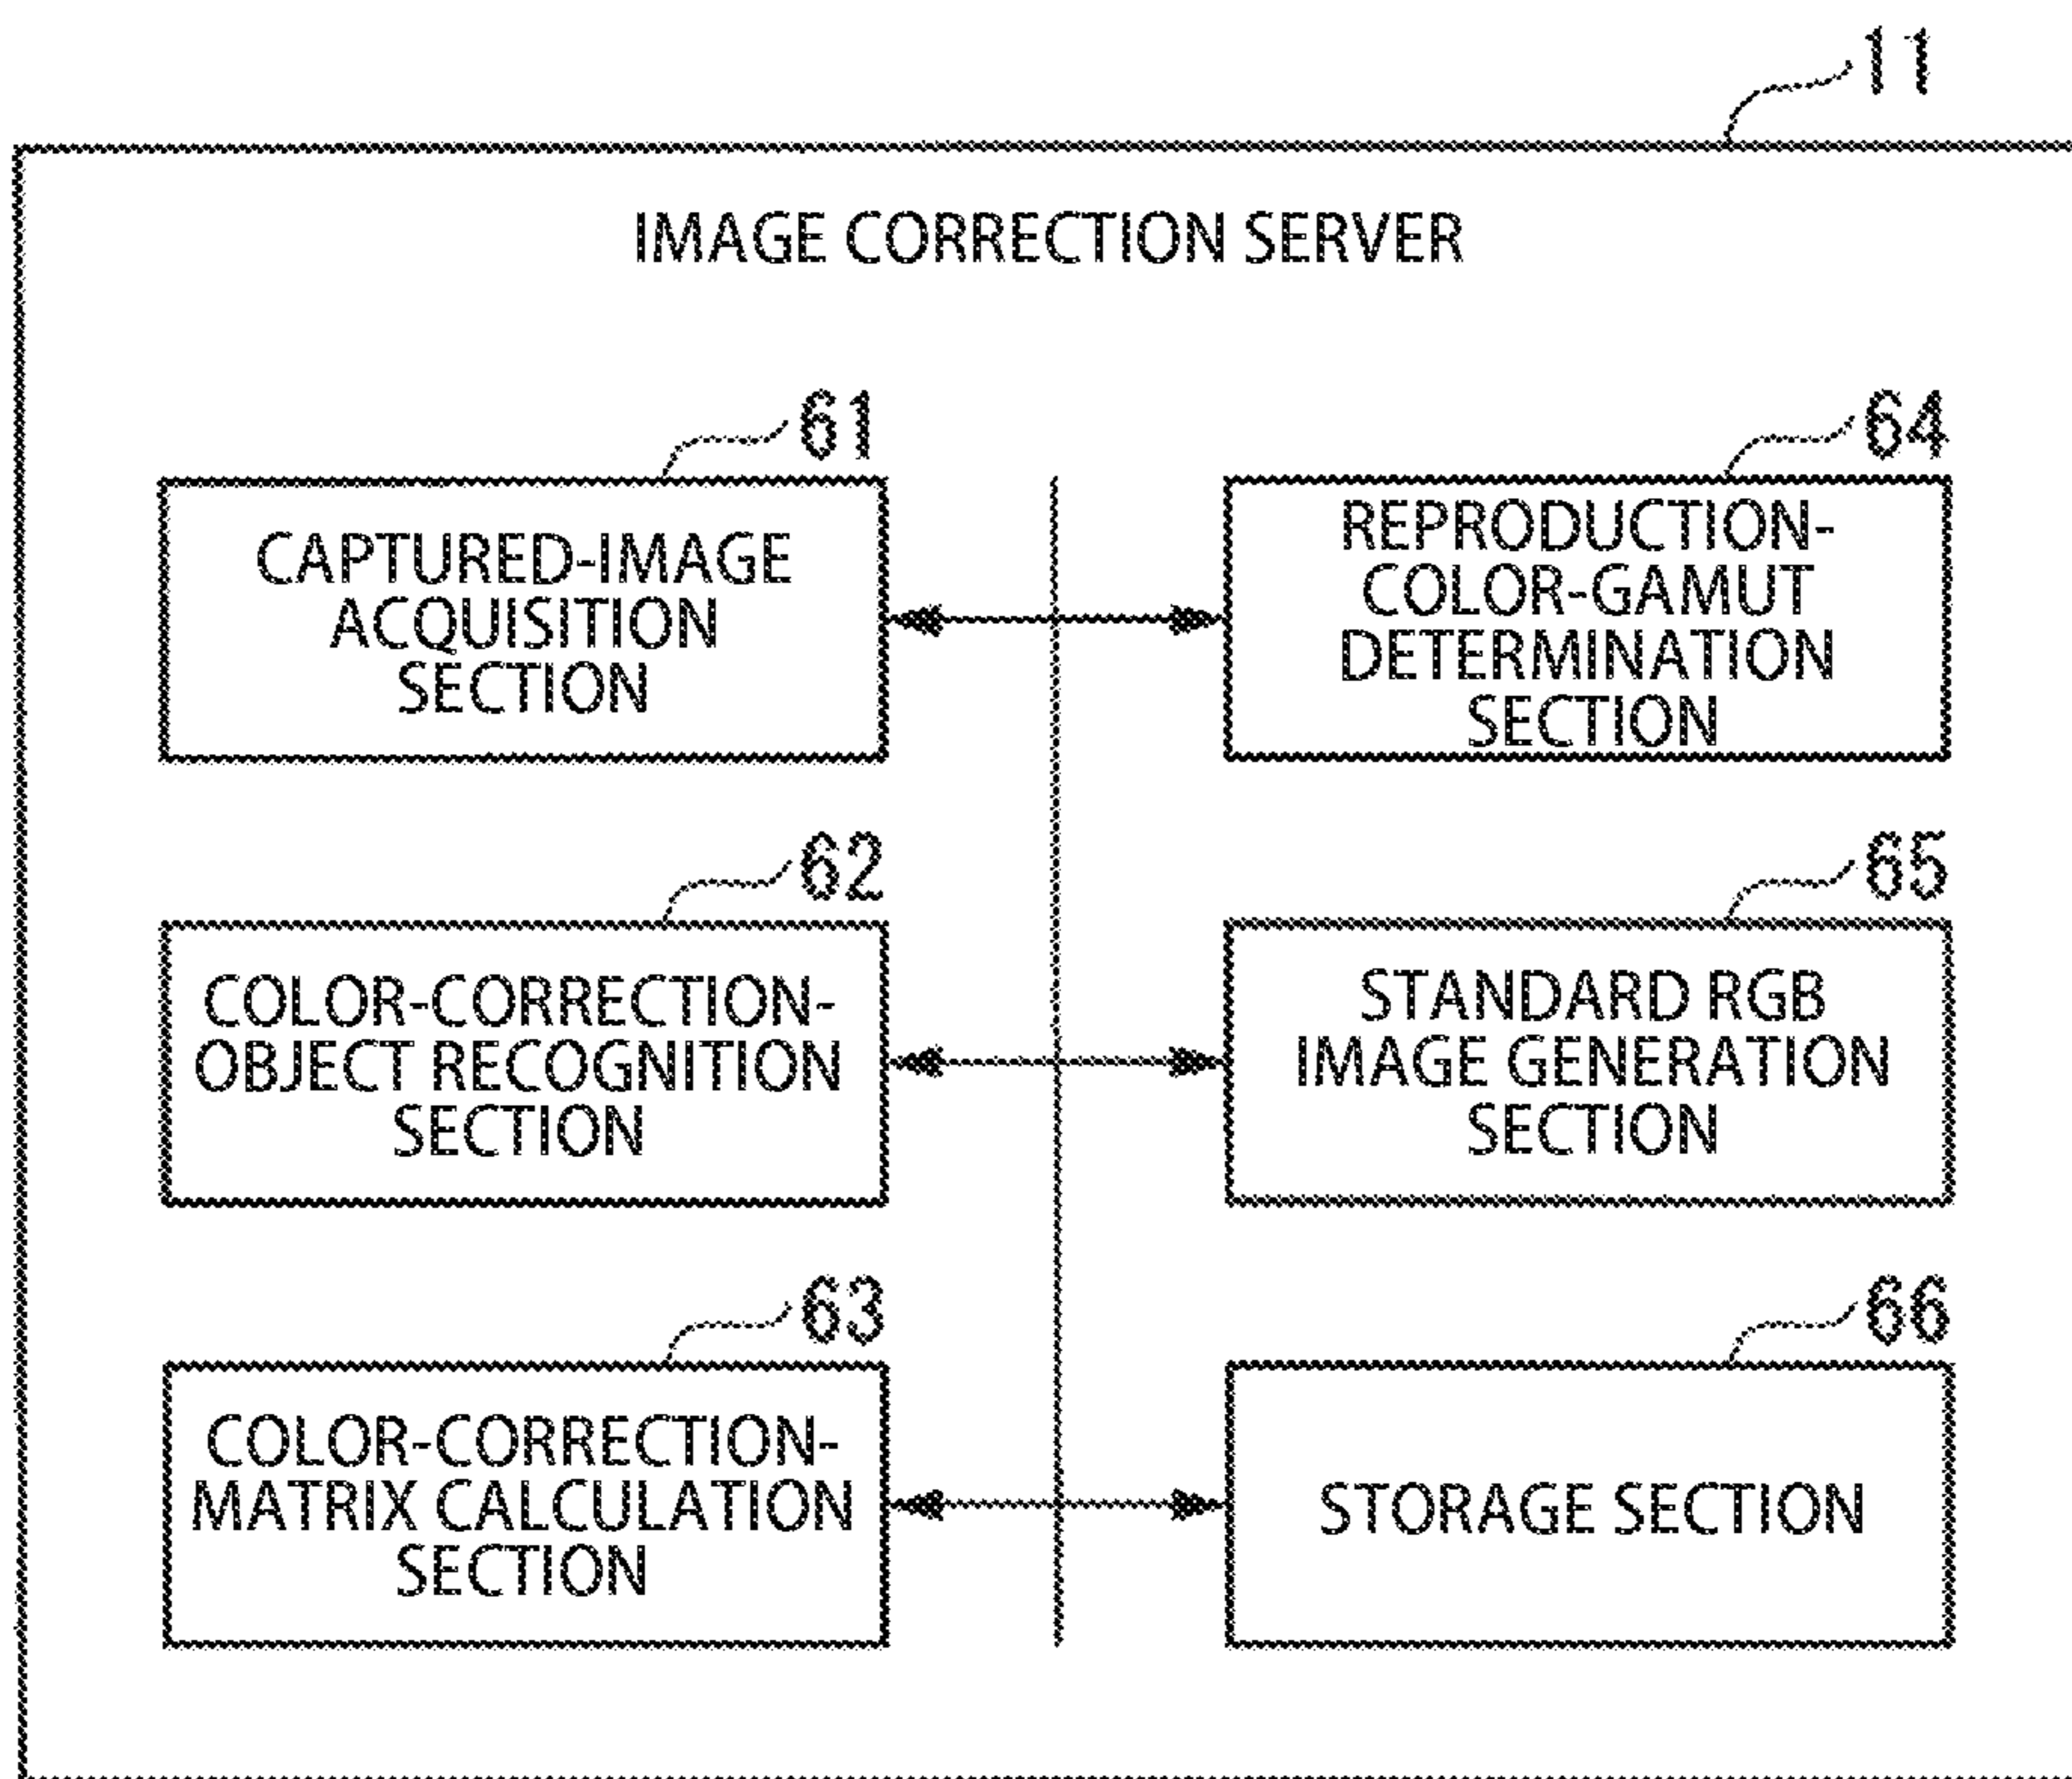 11
IMAGE CORRECTION SERVER
61
CAPTURED-IMAGE
ACQUISITION
SECTION
64
REPRODUCTION-
COLOR-GAMUT
DETERMINATION
SECTION
62
COLOR-CORRECTION-
OBJECT RECOGNITION
SECTION
65
STANDARD RGB
IMAGE GENERATION
SECTION
63
COLOR-CORRECTION-
MATRIX CALCULATION
SECTION
66
STORAGE SECTION